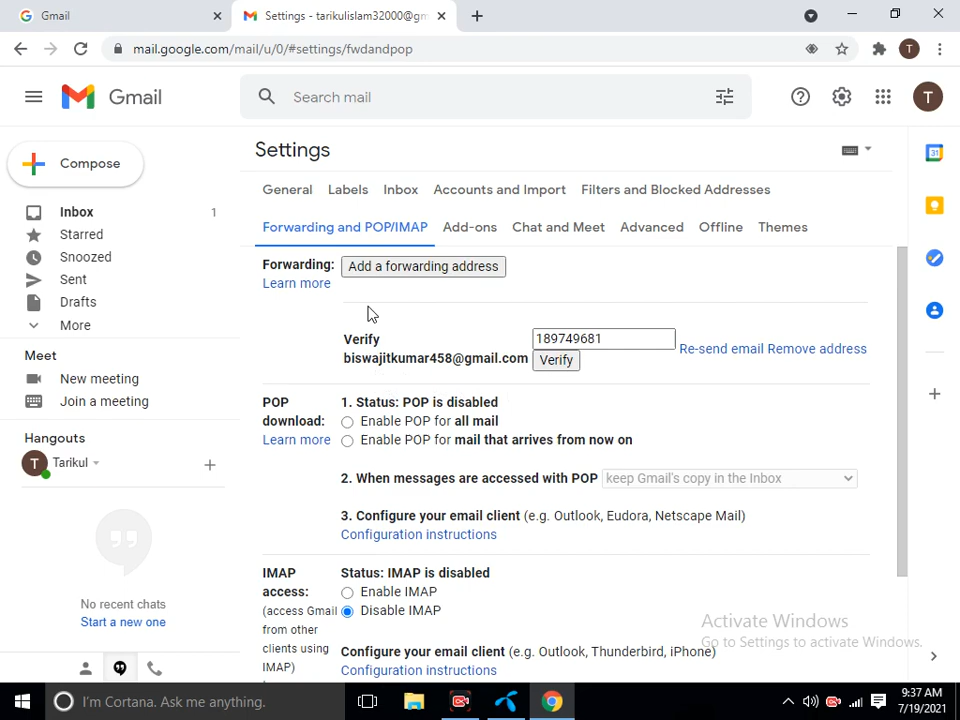 Gmail
Settings - tarikulislam32000@gm
mail.google.com/mail/u/0/#settings/fwdandpop
T
Gmail
Search mail
T
Compose
Settings
General Labels Inbox Accounts and Import Filters and Blocked Addresses
Forwarding and POP/IMAP Add-ons Chat and Meet Advanced Offline Themes
Inbox 1
Starred
Snoozed
Sent
Drafts
More
Meet
New meeting
Join a meeting
Hangouts
T Tarikul
No recent chats
Start a new one
Forwarding: Add a forwarding address
Learn more
Verify
biswajitkumar458@gmail.com
189749681
Verify
Re-send email Remove address
POP
download:
Learn more
1. Status: POP is disabled
Enable POP for all mail
Enable POP for mail that arrives from now on
2. When messages are accessed with POP keep Gmail's copy in the Inbox
3. Configure your email client (e.g. Outlook, Eudora, Netscape Mail)
Configuration instructions
IMAP
access:
(access Gmail
from other
clients using
IMAP)
Status: IMAP is disabled
Enable IMAP
Disable IMAP
Configure your email client (e.g. Outlook, Thunderbird, iPhone)
Configuration instructions
31
Activate Windows
Go to Settings to activate Windows.
I'm Cortana. Ask me anything.
9:37 AM
7/19/2021